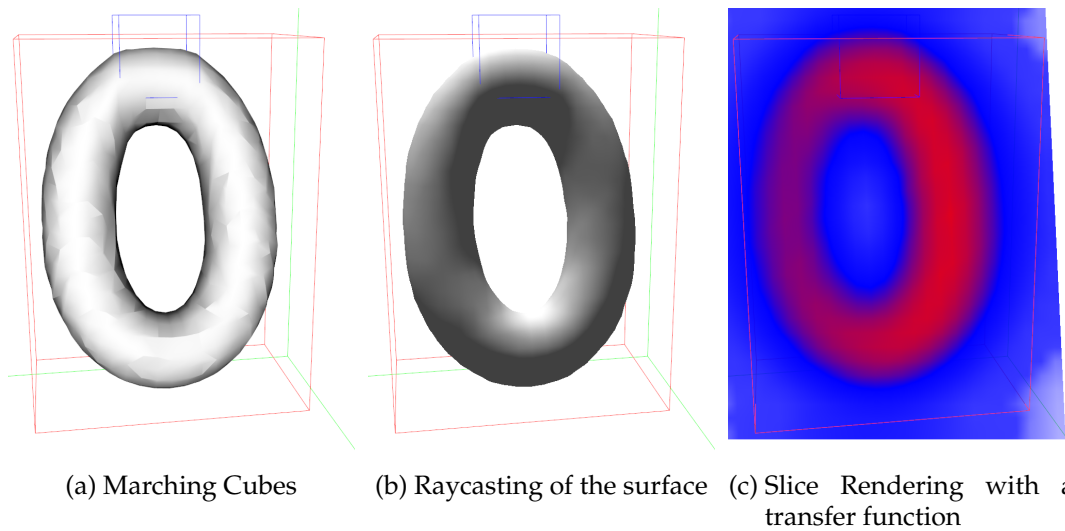 (a) Marching Cubes
(b) Raycasting of the surface
(c) Slice Rendering with a
transfer function